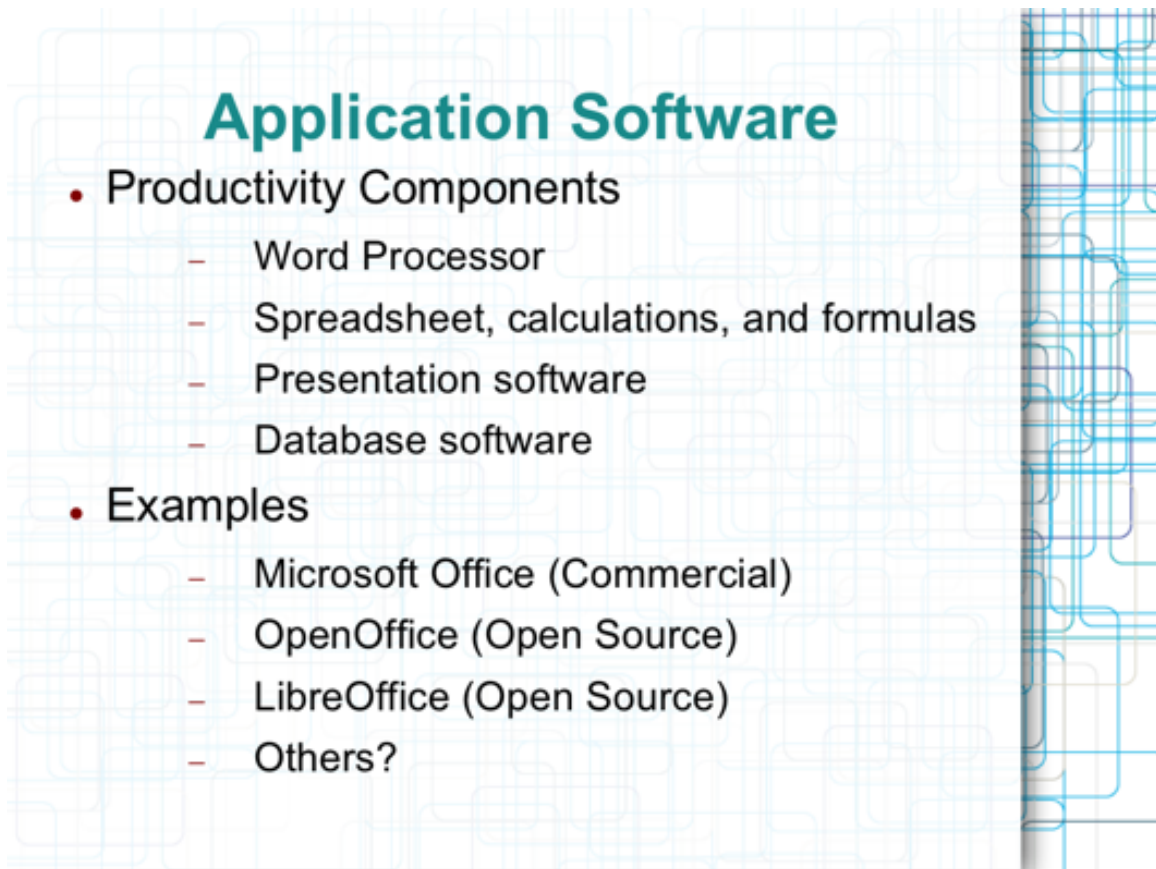 Application Software
• Productivity Components
– Word Processor
– Spreadsheet, calculations, and formulas
– Presentation software
– Database software
• Examples
– Microsoft Office (Commercial)
– OpenOffice (Open Source)
– LibreOffice (Open Source)
– Others?